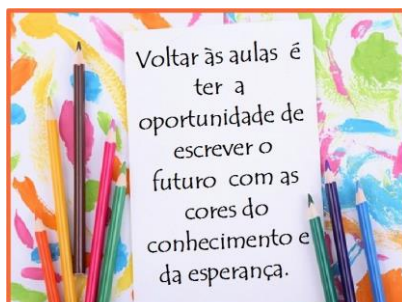 Voltar às aulas é
ter a
oportunidade de
escrever o
futuro com as
cores do
conhecimento e
da esperança.